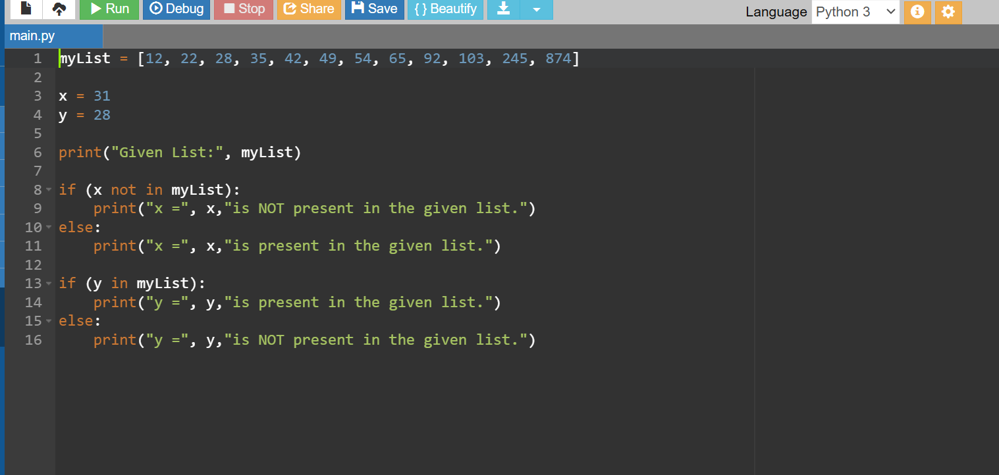 Run Debug Stop Share Save { } Beautify Language Python 3
main.py
1 myList = [12, 22, 28, 35, 42, 49, 54, 65, 92, 103, 245, 874]
2
3 x = 31
4 y = 28
5
6 print("Given List:", myList)
7
8 if (x not in myList):
9     print("x =", x,"is NOT present in the given list.")
10 else:
11     print("x =", x,"is present in the given list.")
12
13 if (y in myList):
14     print("y =", y,"is present in the given list.")
15 else:
16     print("y =", y,"is NOT present in the given list.")